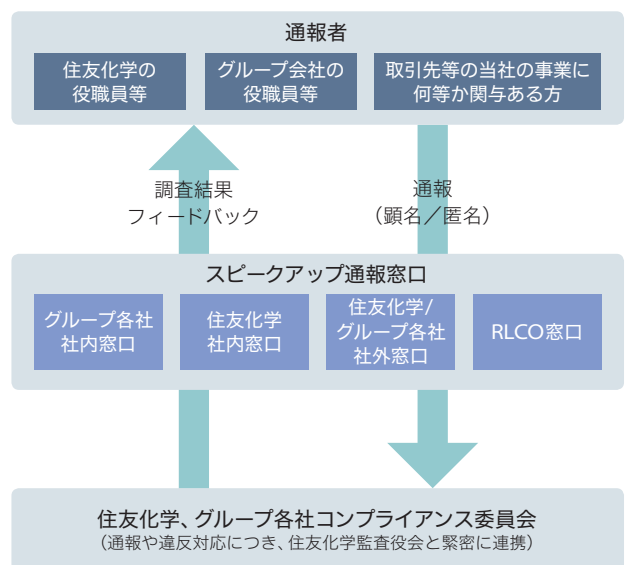 通報者
住友化学の
役職員等
グループ会社の
役職員等
取引先等の当社の事業に
何等か関与ある方
調査結果
フィードバック
通報
（顕名／匿名）
スピークアップ通報窓口
グループ各社
社内窓口
住友化学
社内窓口
住友化学/
グループ各社
社外窓口
RLCO窓口
住友化学、グループ各社コンプライアンス委員会
（通報や違反対応につき、住友化学監査役会と緊密に連携）